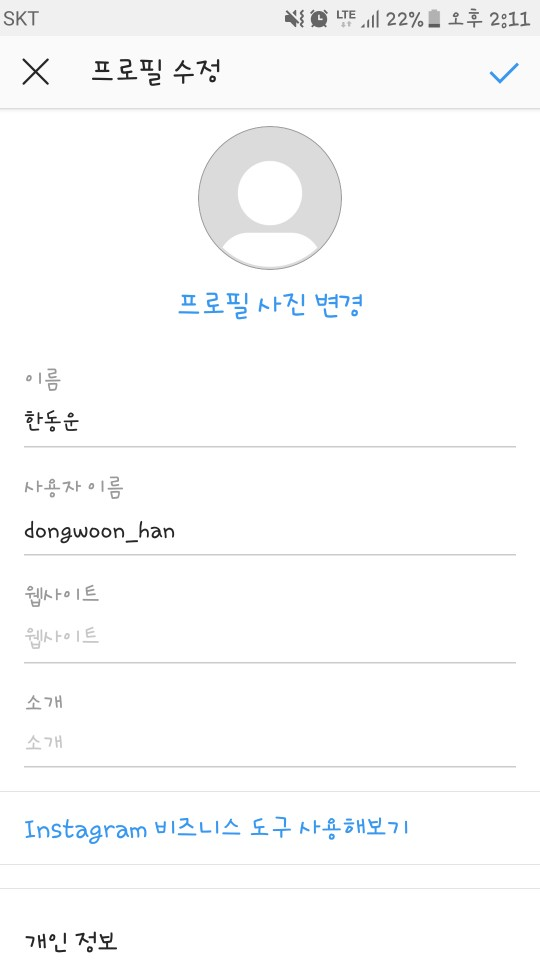 SKT LTE 22% 오후 2:11
프로필 수정
프로필 사진 변경
이름
한동운
사용자 이름
dongwoon_han
웹사이트
웹사이트
소개
소개
Instagram 비즈니스 도구 사용해보기
개인 정보